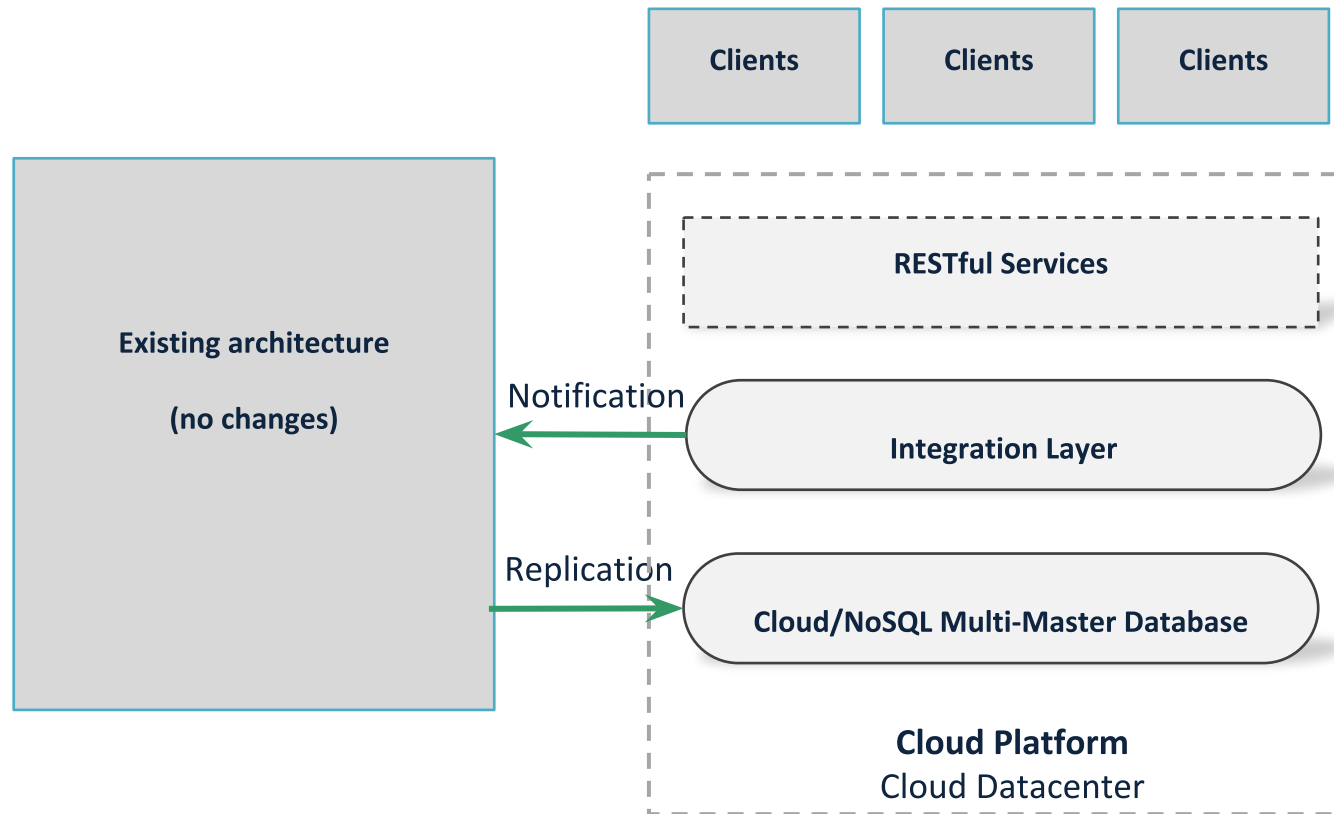 Clients
Clients
Clients
RESTful Services
Existing architecture
(no changes)
Notification
Integration Layer
Replication
Cloud/NoSQL Multi-Master Database
Cloud Platform
Cloud Datacenter